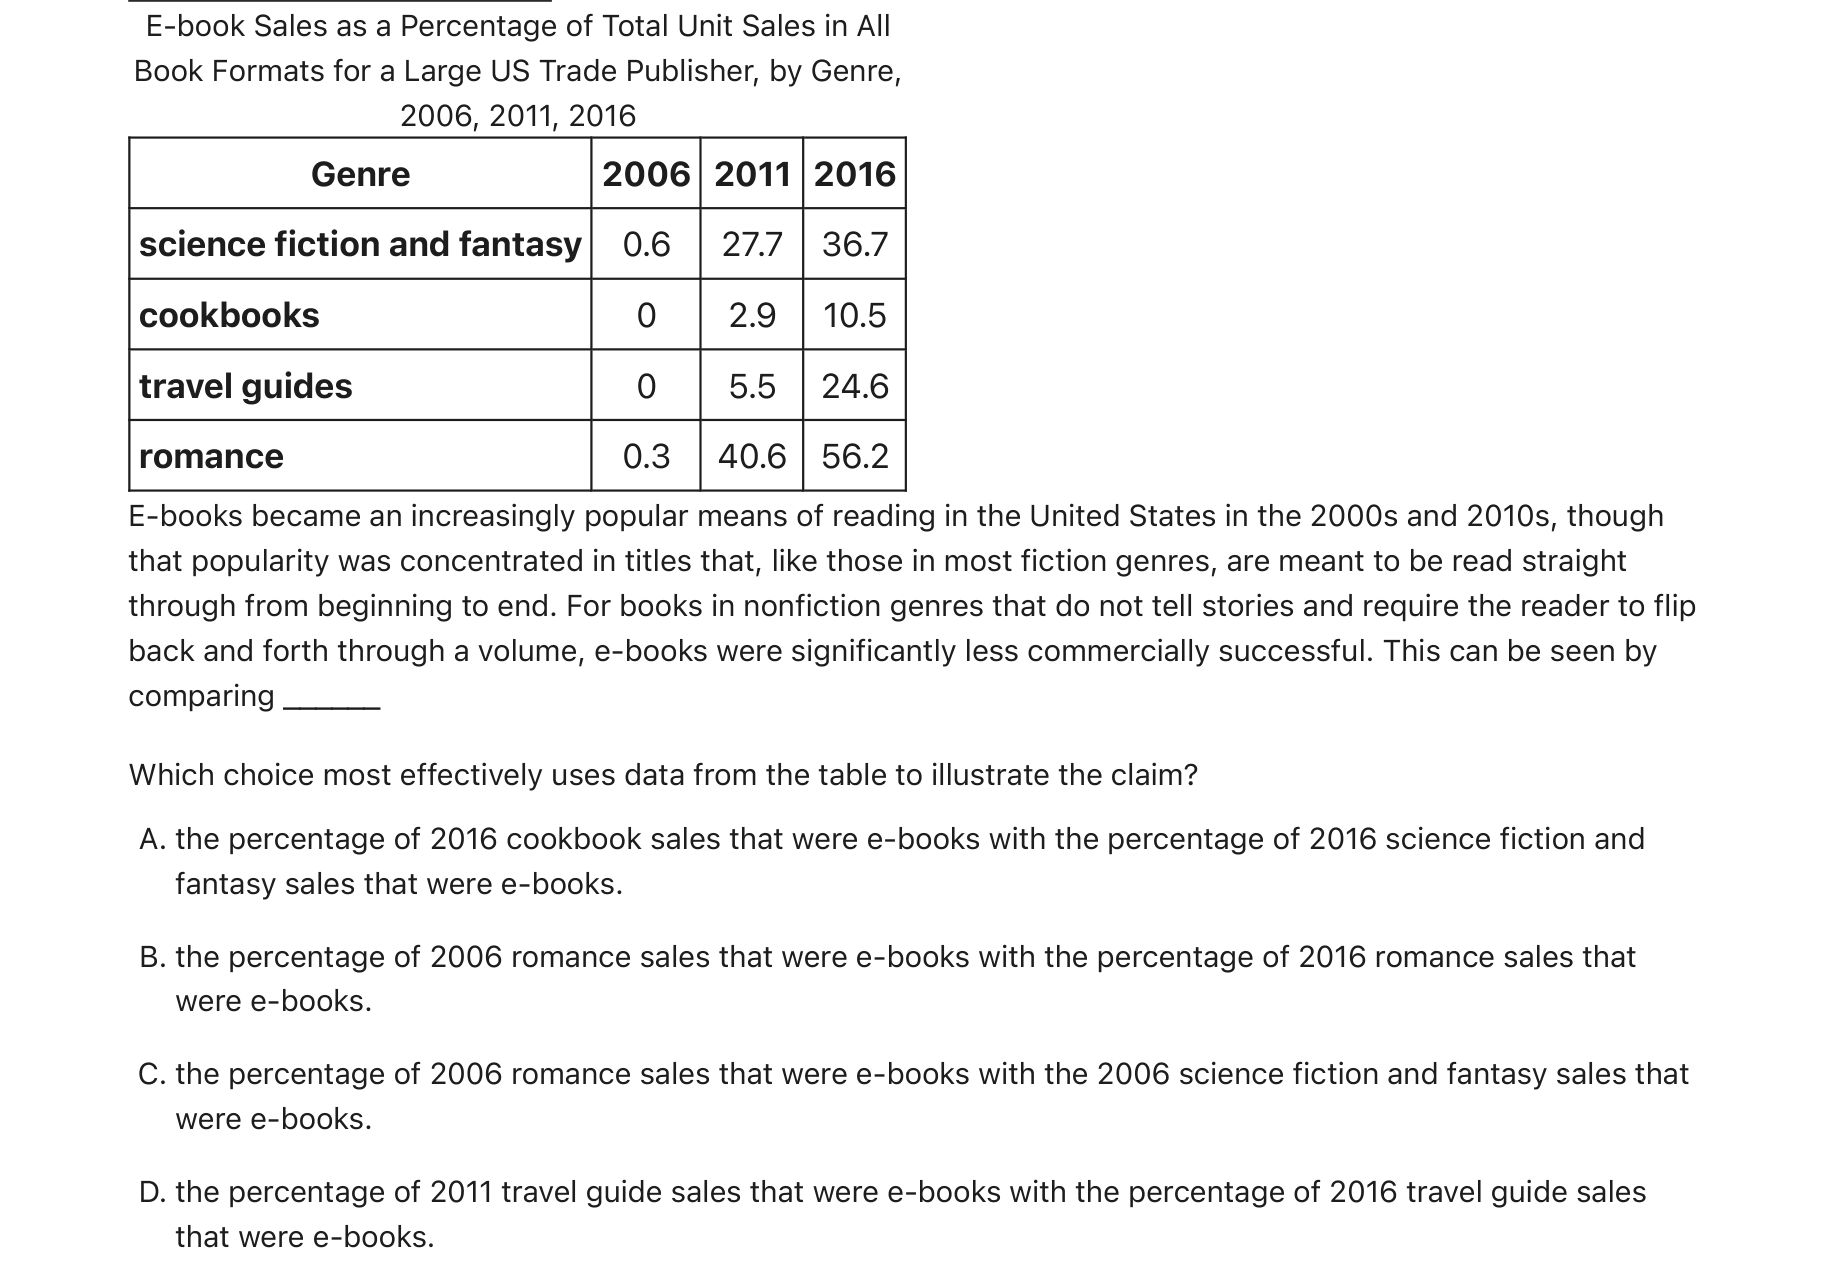 E-book Sales as a Percentage of Total Unit Sales in All
Book Formats for a Large US Trade Publisher, by Genre,
2006, 2011, 2016
Genre 2006 2011 2016
science fiction and fantasy 0.6 27.7 36.7
cookbooks 0 2.9 10.5
travel guides 0 5.5 24.6
romance 0.3 40.6 56.2
E-books became an increasingly popular means of reading in the United States in the 2000s and 2010s, though
that popularity was concentrated in titles that, like those in most fiction genres, are meant to be read straight
through from beginning to end. For books in nonfiction genres that do not tell stories and require the reader to flip
back and forth through a volume, e-books were significantly less commercially successful. This can be seen by
comparing ______
Which choice most effectively uses data from the table to illustrate the claim?
A. the percentage of 2016 cookbook sales that were e-books with the percentage of 2016 science fiction and
fantasy sales that were e-books.
B. the percentage of 2006 romance sales that were e-books with the percentage of 2016 romance sales that
were e-books.
C. the percentage of 2006 romance sales that were e-books with the 2006 science fiction and fantasy sales that
were e-books.
D. the percentage of 2011 travel guide sales that were e-books with the percentage of 2016 travel guide sales
that were e-books.